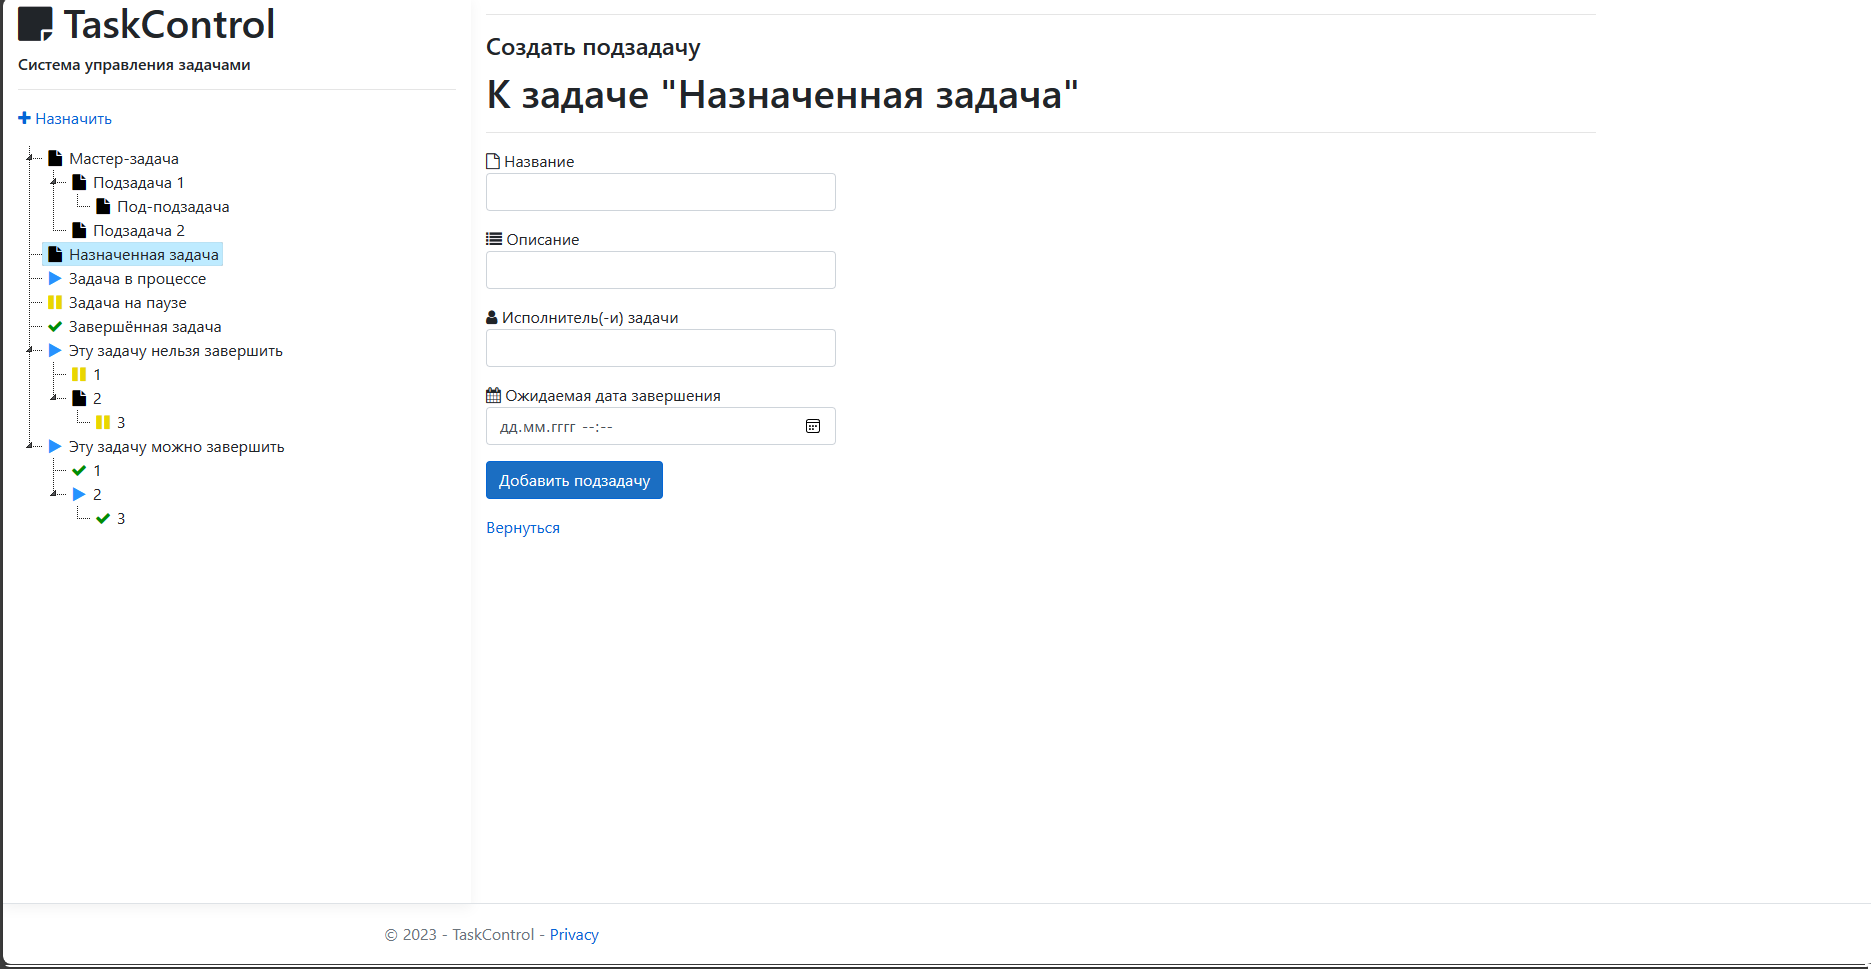 TaskControl
Система управления задачами
Назначить
Мастер-задача
Подзадача 1
Под-подзадача
Подзадача 2
Назначенная задача
Задача в процессе
Задача на паузе
Завершённая задача
Эту задачу нельзя завершить
1
2
3
Эту задачу можно завершить
1
2
3
Создать подзадачу
К задаче "Назначенная задача"
Название
Описание
Исполнитель(-и) задачи
Ожидаемая дата завершения
дд.мм.гггг --:--
Добавить подзадачу
Вернуться
© 2023 - TaskControl - Privacy